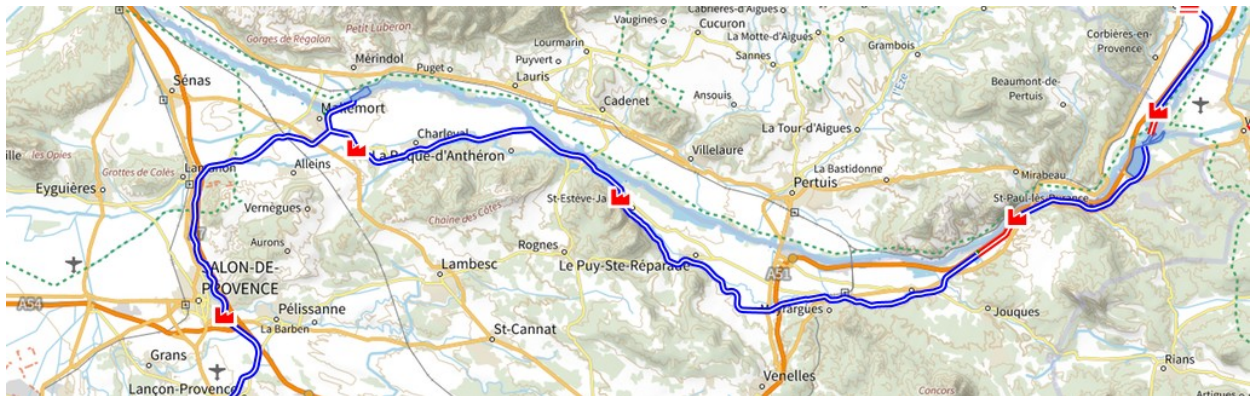 Cabrières-d'Aigues
Vaugines
Cucuron
Petit Luberon
La Motte-d'Aigues
Corbières-en-
Provence
Gorges de Régalon
Lourmarin
Grambois
Mérindol
Puyvert
Sannes
Puget
Lauris
Sénas
Beaumont-de-
Pertuis
L'ÈZE
Ansouis
Cadenet
Mallemort
La Tour-d'Aigues
Charleval
Villelaure
La Roque-d'Anthéron
les Opies
Lamanon
Alleins
La Bastidonne
Grottes de Calès
Mirabeau
Eyguières
Pertuis
St-Estève-Ja
St-Paul-lès-Durance
Vernègues
Chaîne des Côtes
Aurons
Rognes
SALON-DE-
PROVENCE
Lambesc
Le Puy-Ste-Réparade
A51
A54
Pélissanne
Jouques
La Barben
St-Cannat
Grans
Rians
Venelles
Lançon-Provence
Concors
Artigues